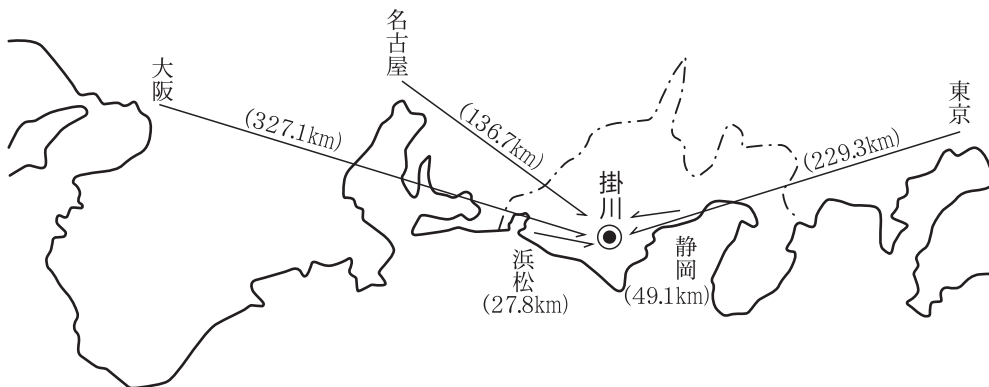 大阪
(327.1km)
名古屋
(136.7km)
東京
(229.3km)
掛川
浜松
(27.8km)
静岡
(49.1km)